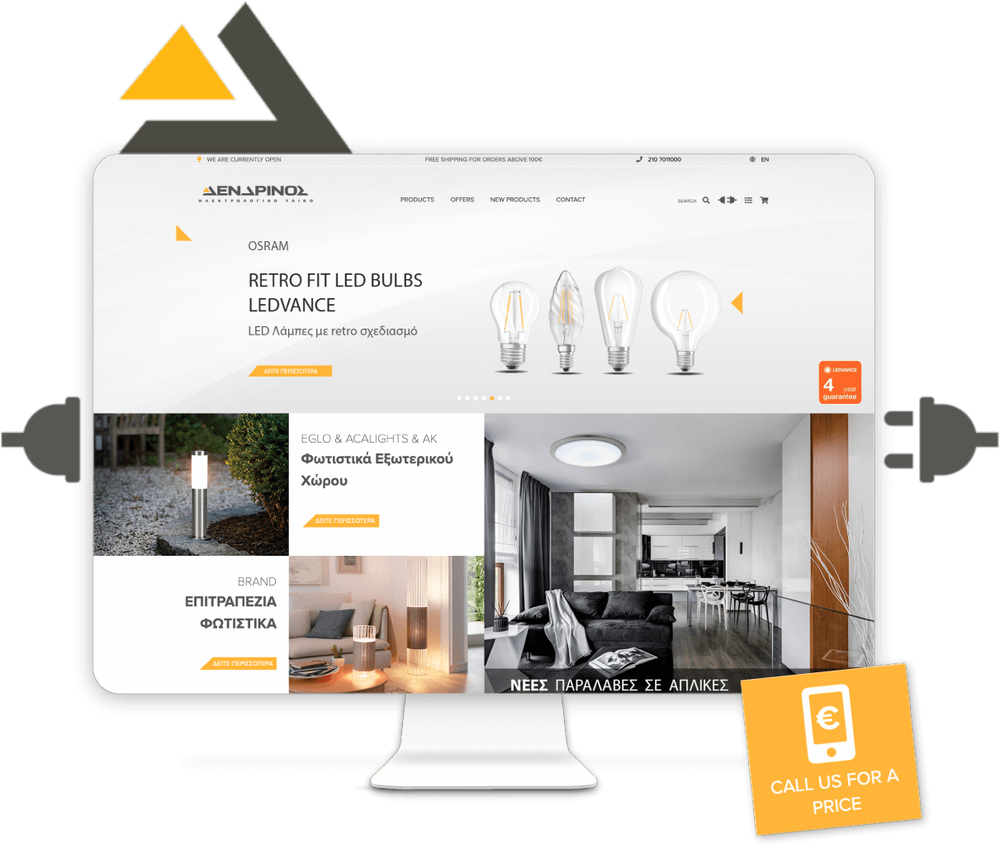 WE ARE CURRENTLY OPEN
FREE SHIPPING FOR ORDERS ABOVE 100€
210 7011000
EN
ΔΕΝΔΡΙΝΟΣ
ΗΛΕΚΤΡΟΛΟΓΙΚΟ ΥΛΙΚΟ
PRODUCTS
OFFERS
NEW PRODUCTS
CONTACT
SEARCH
OSRAM
RETRO FIT LED BULBS
LEDVANCE
LED Λάμπες με retro σχεδιασμό
ΔΕΙΤΕ ΠΕΡΙΣΣΟΤΕΡΑ
LEDVANCE
4 year
guarantee
EGLO & ACALIGHTS & AK
Φωτιστικά Εξωτερικού
Χώρου
ΔΕΙΤΕ ΠΕΡΙΣΣΟΤΕΡΑ
BRAND
ΕΠΙΤΡΑΠΕΖΙΑ
ΦΩΤΙΣΤΙΚΑ
ΔΕΙΤΕ ΠΕΡΙΣΣΟΤΕΡΑ
ΝΕΕΣ ΠΑΡΑΛΑΒΕΣ ΣΕ ΑΠΛΙΚΕΣ
€
CALL US FOR A
PRICE